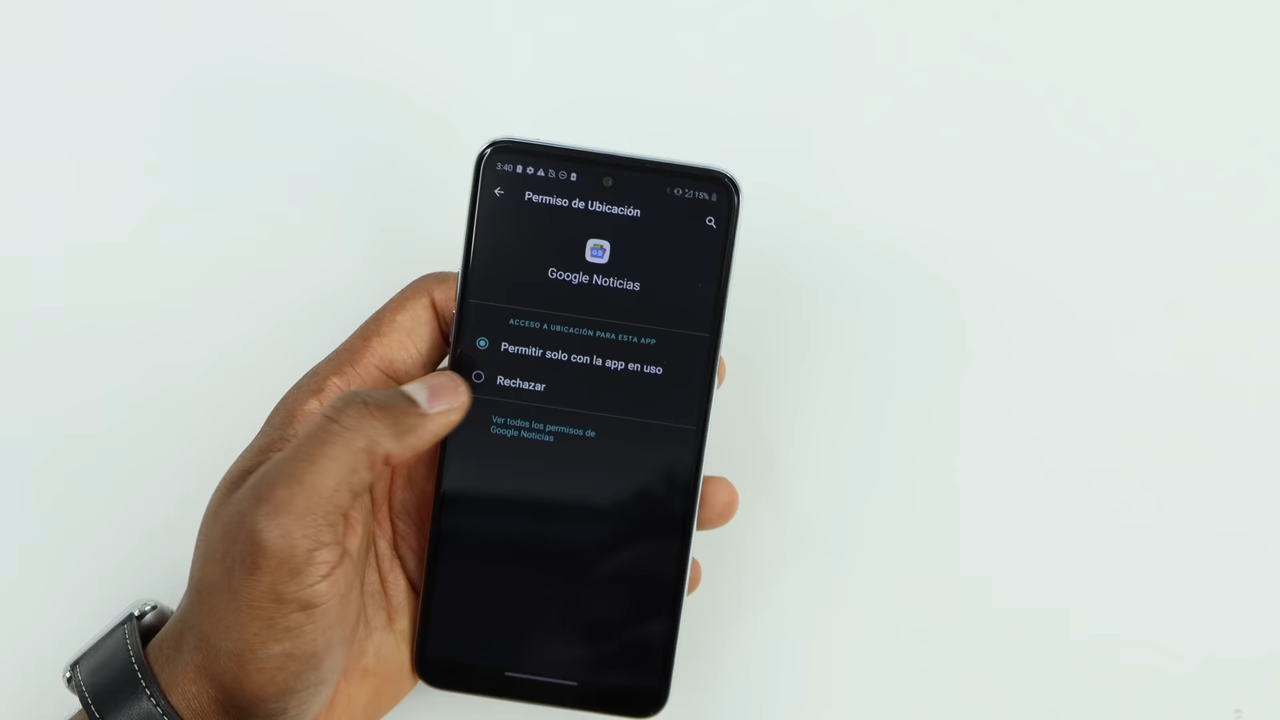 3:40
15%
Permiso de Ubicación
Google Noticias
ACCESO A UBICACIÓN PARA ESTA APP
Permitir solo con la app en uso
Rechazar
Ver todos los permisos de
Google Noticias